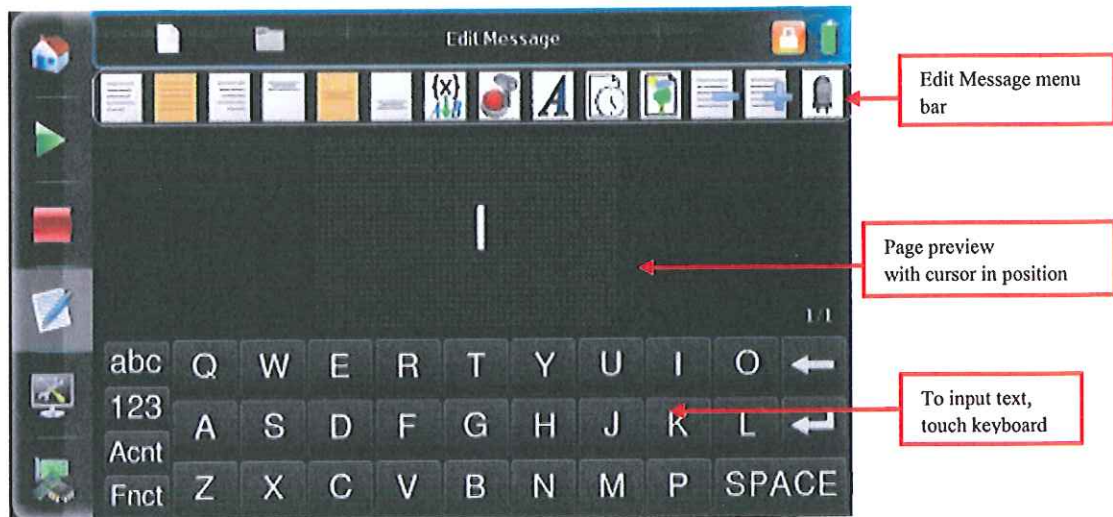 Edit Message
{x}
A↓B
A
Edit Message menu
bar
Page preview
with cursor in position
1/1
abc Q W E R T Y U I O
123
A S D F G H J K L
Acnt
Fnct Z X C V B N M P SPACE
To input text,
touch keyboard